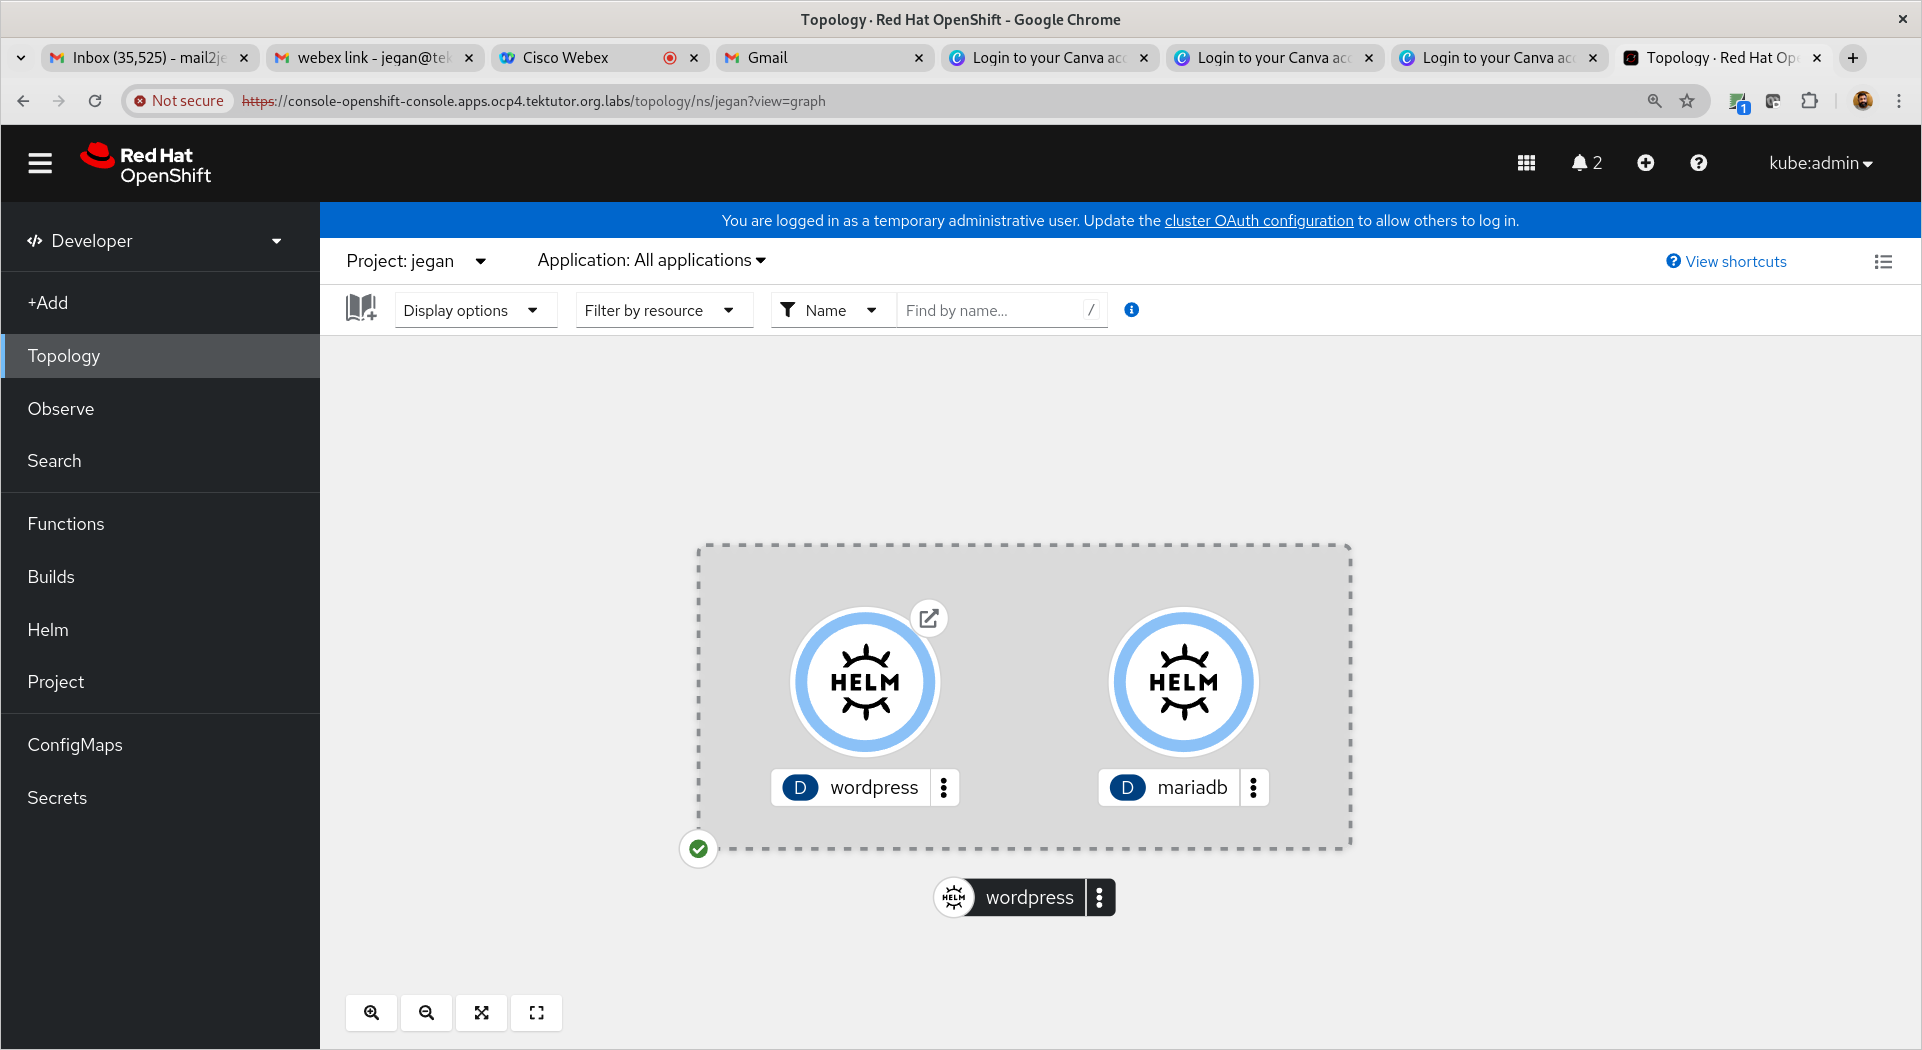 Topology · Red Hat OpenShift - Google Chrome
Inbox (35,525) - mail2je
webex link - jegan@tek
Cisco Webex
Gmail
Login to your Canva acc
Login to your Canva acc
Login to your Canva acc
Topology · Red Hat Ope
Not secure
https://console-openshift-console.apps.ocp4.tektutor.org.labs/topology/ns/jegan?view=graph
1
Red Hat
OpenShift
2
kube:admin
Developer
You are logged in as a temporary administrative user. Update the cluster OAuth configuration to allow others to log in.
Project: jegan
Application: All applications
View shortcuts
+Add
Display options
Filter by resource
Name
Find by name...
/
Topology
Observe
Search
Functions
Builds
Helm
Project
ConfigMaps
Secrets
HELM
HELM
D wordpress
D mariadb
HELM wordpress